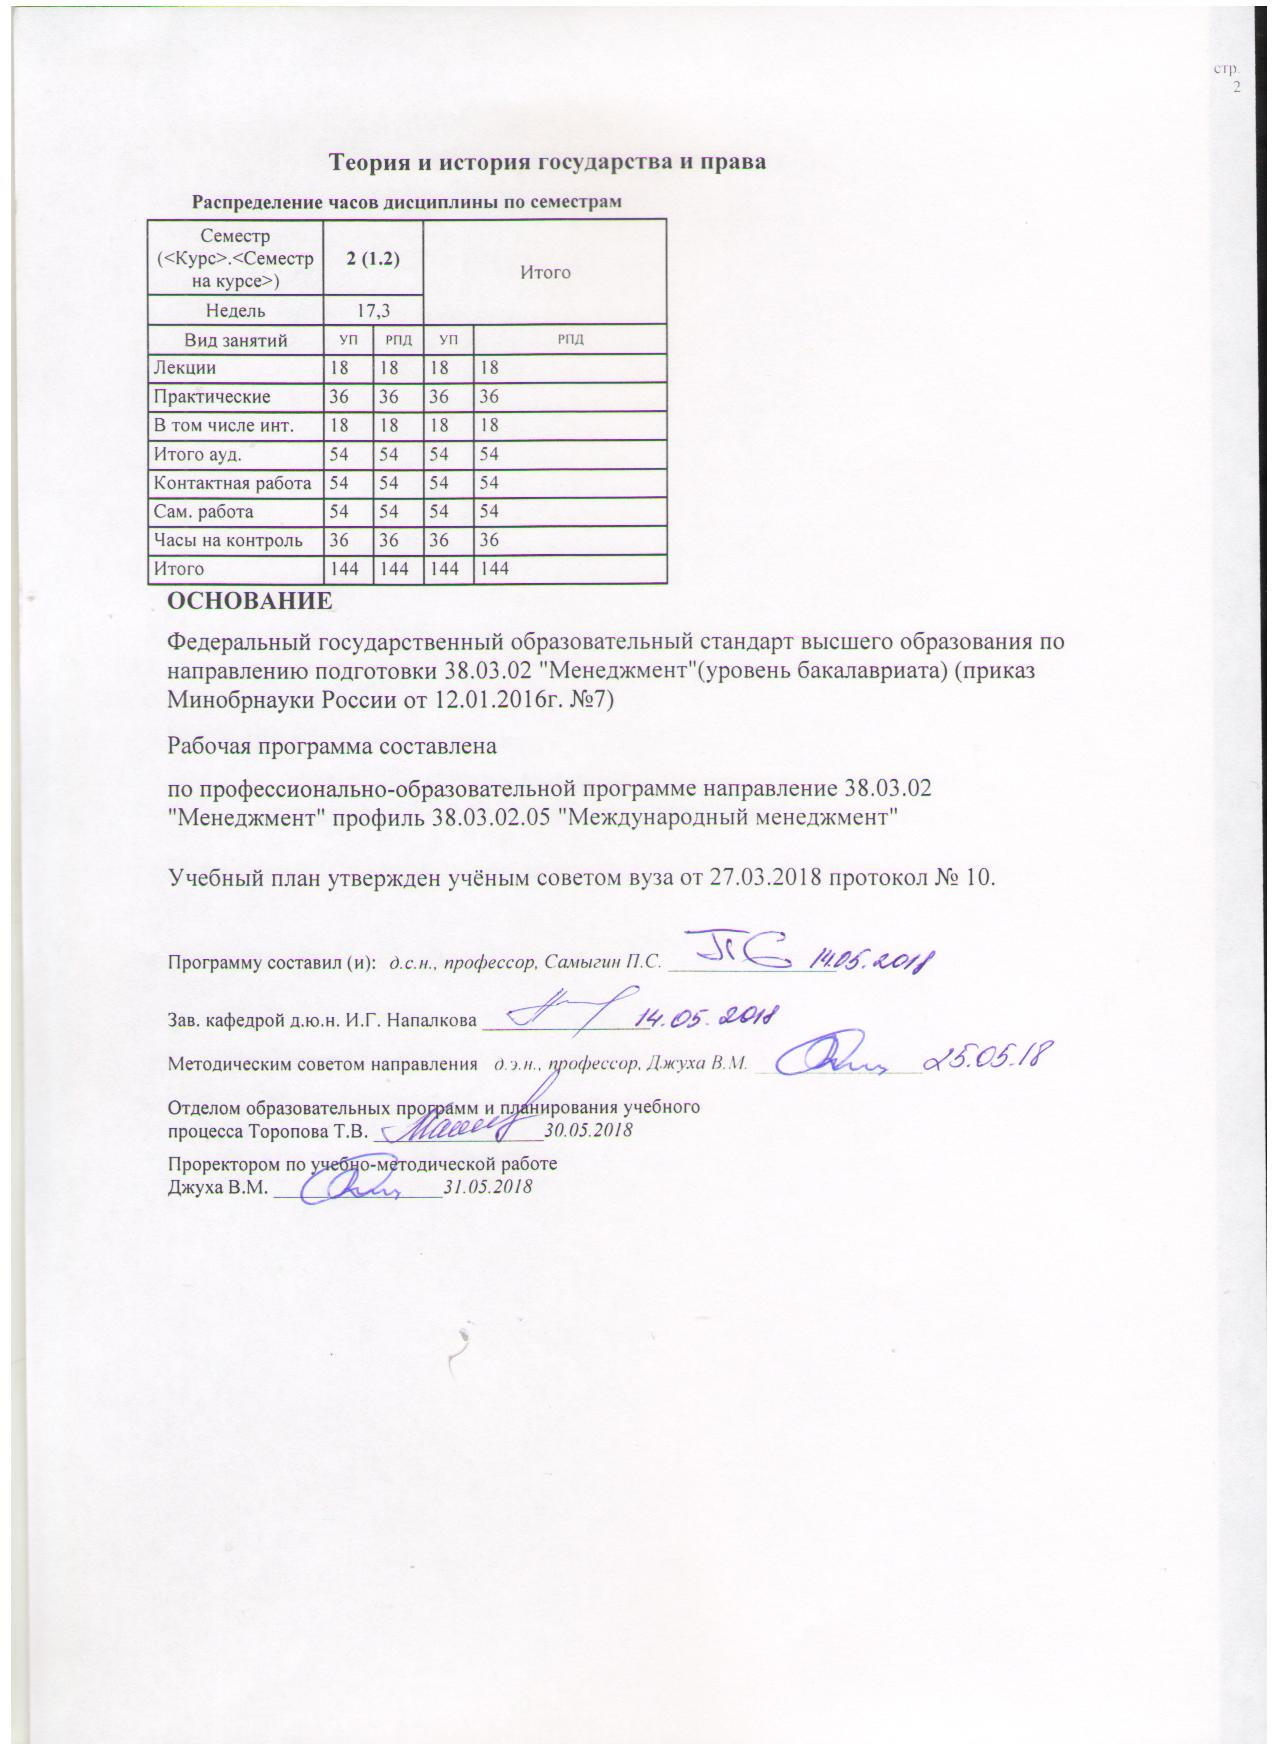 стр.
2
Теория и история государства и права
Распределение часов дисциплины по семестрам
Семестр
(<Курс>.<Семестр
на курсе>)
2 (1.2)
Итого
Недель 17,3
Вид занятий УП РПД УП РПД
Лекции 18 18 18 18
Практические 36 36 36 36
В том числе инт. 18 18 18 18
Итого ауд. 54 54 54 54
Контактная работа 54 54 54 54
Сам. работа 54 54 54 54
Часы на контроль 36 36 36 36
Итого 144 144 144 144
ОСНОВАНИЕ
Федеральный государственный образовательный стандарт высшего образования по
направлению подготовки 38.03.02 "Менеджмент"(уровень бакалавриата) (приказ
Минобрнауки России от 12.01.2016г. №7)
Рабочая программа составлена
по профессионально-образовательной программе направление 38.03.02
"Менеджмент" профиль 38.03.02.05 "Международный менеджмент"
Учебный план утвержден учёным советом вуза от 27.03.2018 протокол № 10.
Программу составил (и): д.с.н., профессор, Самыгин П.С. 14.05.2018
Зав. кафедрой д.ю.н. И.Г. Напалкова 14.05.2018
Методическим советом направления д.э.н., профессор, Джуха В.М. 25.05.18
Отделом образовательных программ и планирования учебного
процесса Торопова Т.В. 30.05.2018
Проректором по учебно-методической работе
Джуха В.М. 31.05.2018